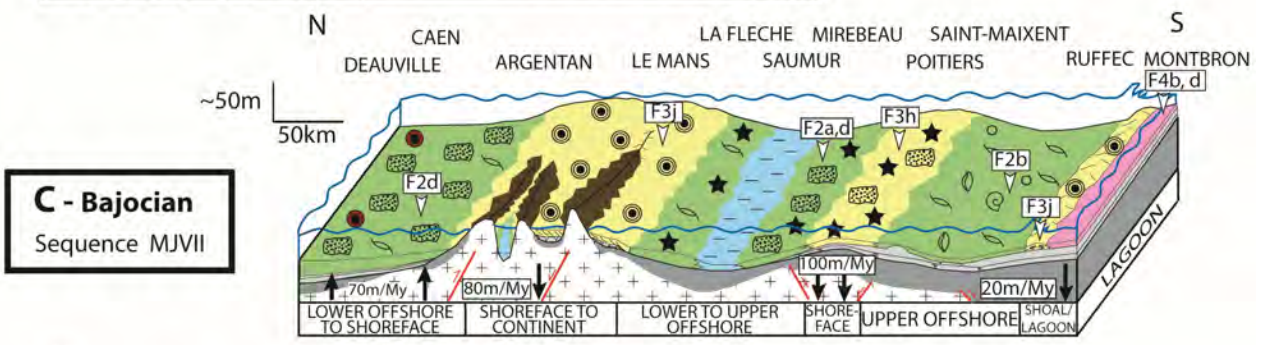 N
S
CAEN
LA FLECHE
MIREBEAU
SAINT-MAIXENT
DEAUVILLE
ARGENTAN
LE MANS
SAUMUR
POITIERS
RUFFEC
MONTBRON
~50m
50km
F4b, d
F3j
F2a,d
F3h
F2b
F2d
F3j
C - Bajocian
Sequence MJVII
70m/My
80m/My
100m/My
20m/My
LAGOON
LOWER OFFSHORE
TO SHOREFACE
SHOREFACE TO
CONTINENT
LOWER TO UPPER
OFFSHORE
SHORE-
FACE
UPPER OFFSHORE
SHOAL/
LAGOON